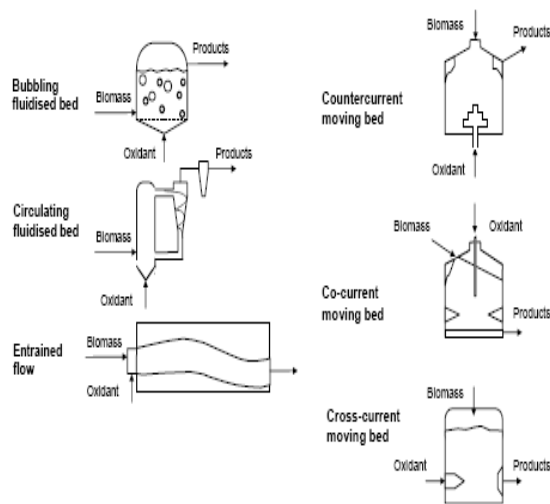 Products
Bubbling
fluidised bed
Biomass
Oxidant
Products
Circulating
fluidised bed
Biomass
Oxidant
Entrained
flow
Biomass
Oxidant
Biomass
Products
Countercurrent
moving bed
Oxidant
Biomass
Oxidant
Co-current
moving bed
Products
Cross-current
moving bed
Biomass
Oxidant
Products